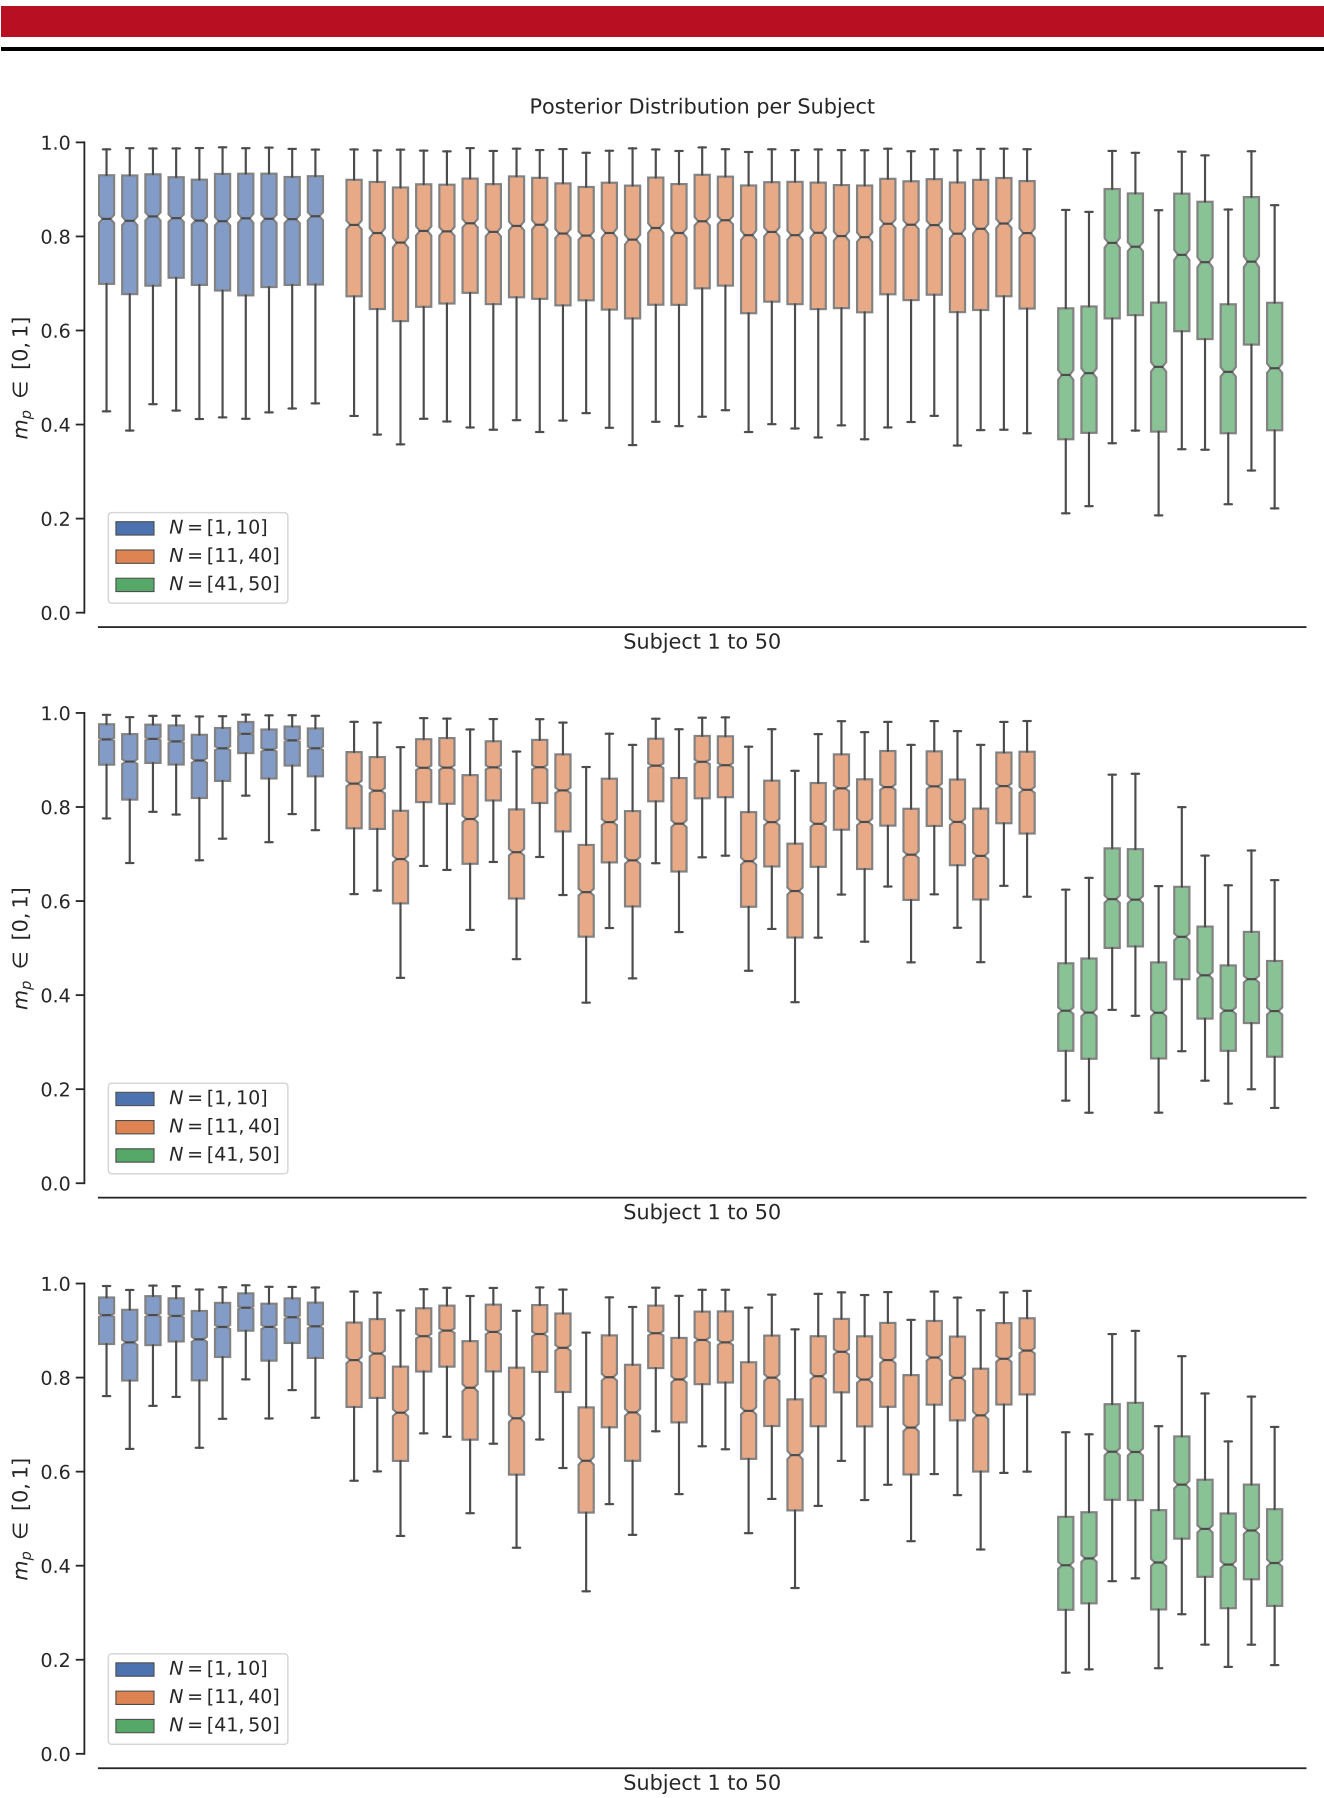 Posterior Distribution per Subject
1.0
0.8
0.6
0.4
0.2
0.0
m_p ∈ [0, 1]
N = [1, 10]
N = [11, 40]
N = [41, 50]
Subject 1 to 50
1.0
0.8
0.6
0.4
0.2
0.0
m_p ∈ [0, 1]
N = [1, 10]
N = [11, 40]
N = [41, 50]
Subject 1 to 50
1.0
0.8
0.6
0.4
0.2
0.0
m_p ∈ [0, 1]
N = [1, 10]
N = [11, 40]
N = [41, 50]
Subject 1 to 50